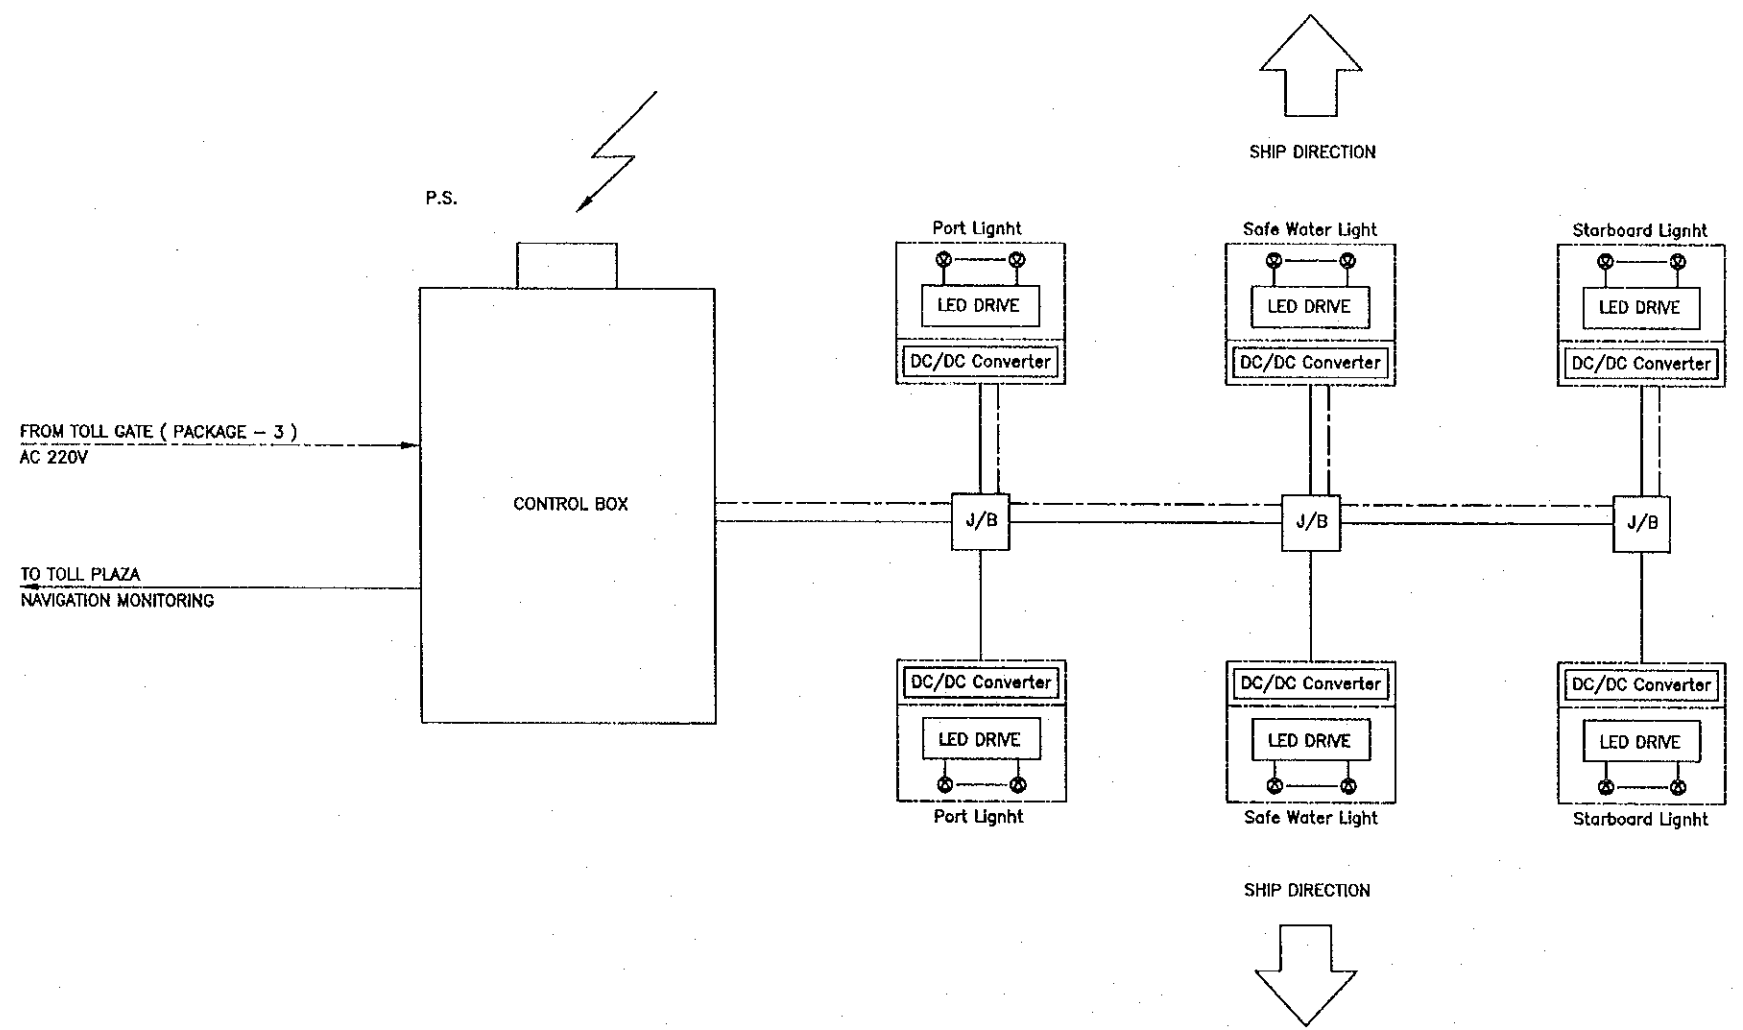 SHIP DIRECTION
P.S.
Port Lignht
Safe Water Light
Starboard Lignht
LED DRIVE
LED DRIVE
LED DRIVE
DC/DC Converter
DC/DC Converter
DC/DC Converter
FROM TOLL GATE ( PACKAGE - 3 )
AC 220V
CONTROL BOX
J/B
J/B
J/B
TO TOLL PLAZA
NAVIGATION MONITORING
DC/DC Converter
DC/DC Converter
DC/DC Converter
LED DRIVE
LED DRIVE
LED DRIVE
Port Lignht
Safe Water Light
Starboard Lignht
SHIP DIRECTION